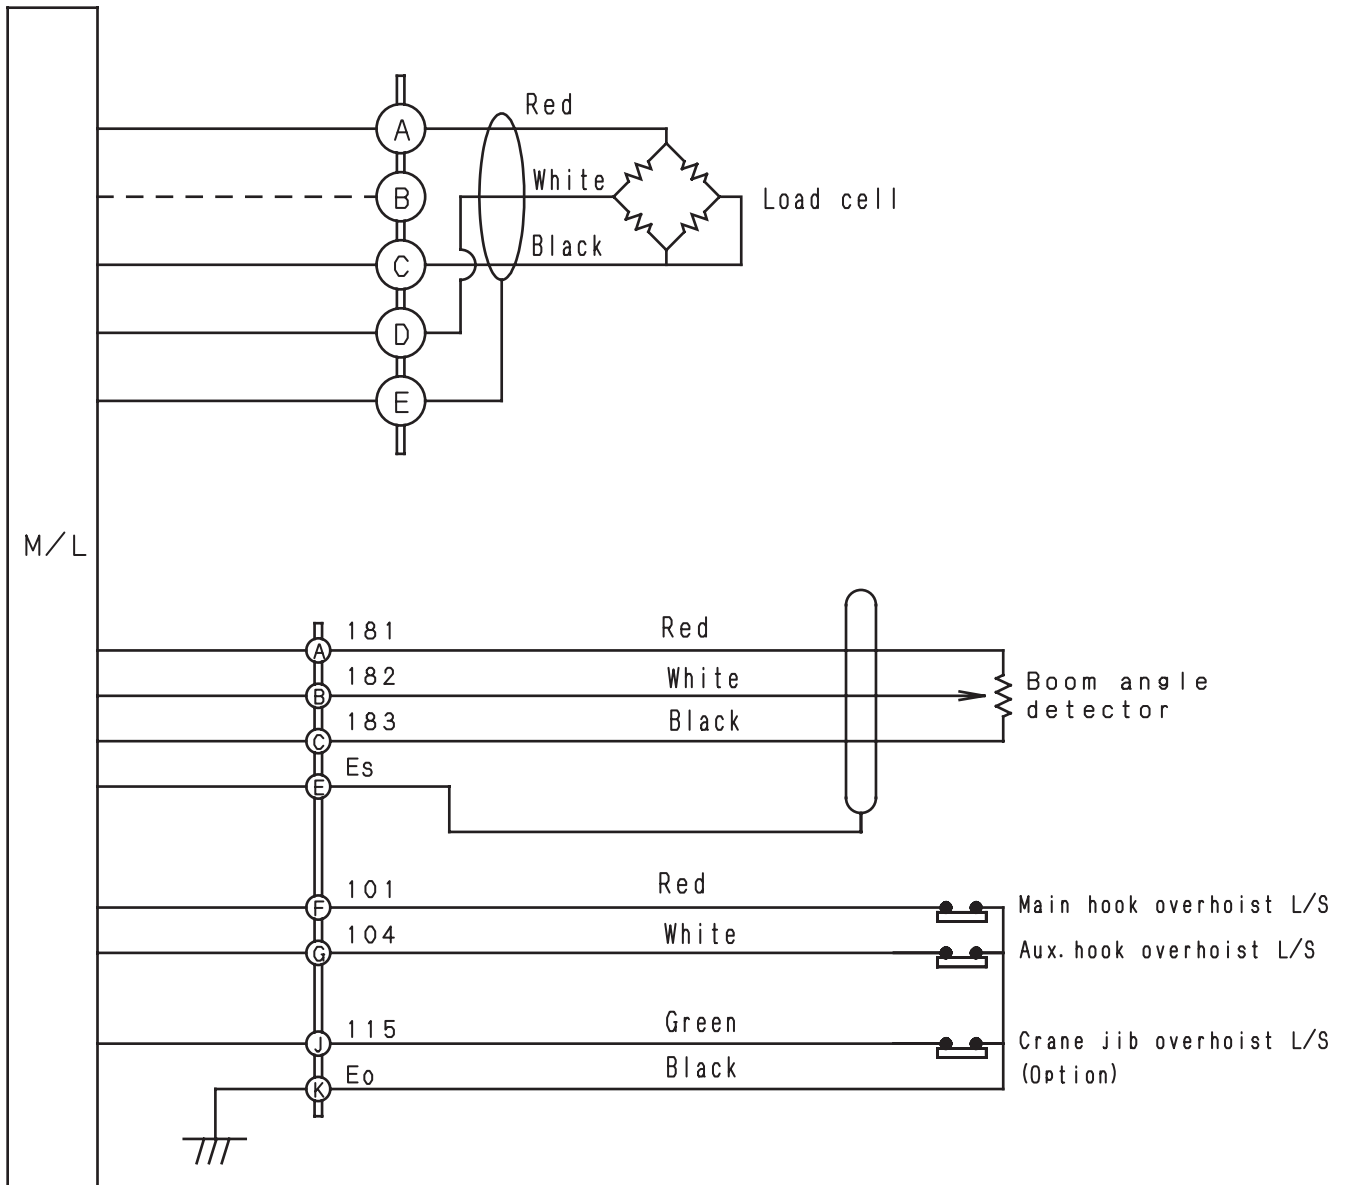 Red
A
White
B
Load cell
Black
C
D
E
M/L
181
Red
A
182
White
B
Boom angle
detector
183
Black
C
Es
E
101
Red
F
Main hook overhoist L/S
104
White
G
Aux. hook overhoist L/S
115
Green
J
Crane jib overhoist L/S
(Option)
Eo
Black
K